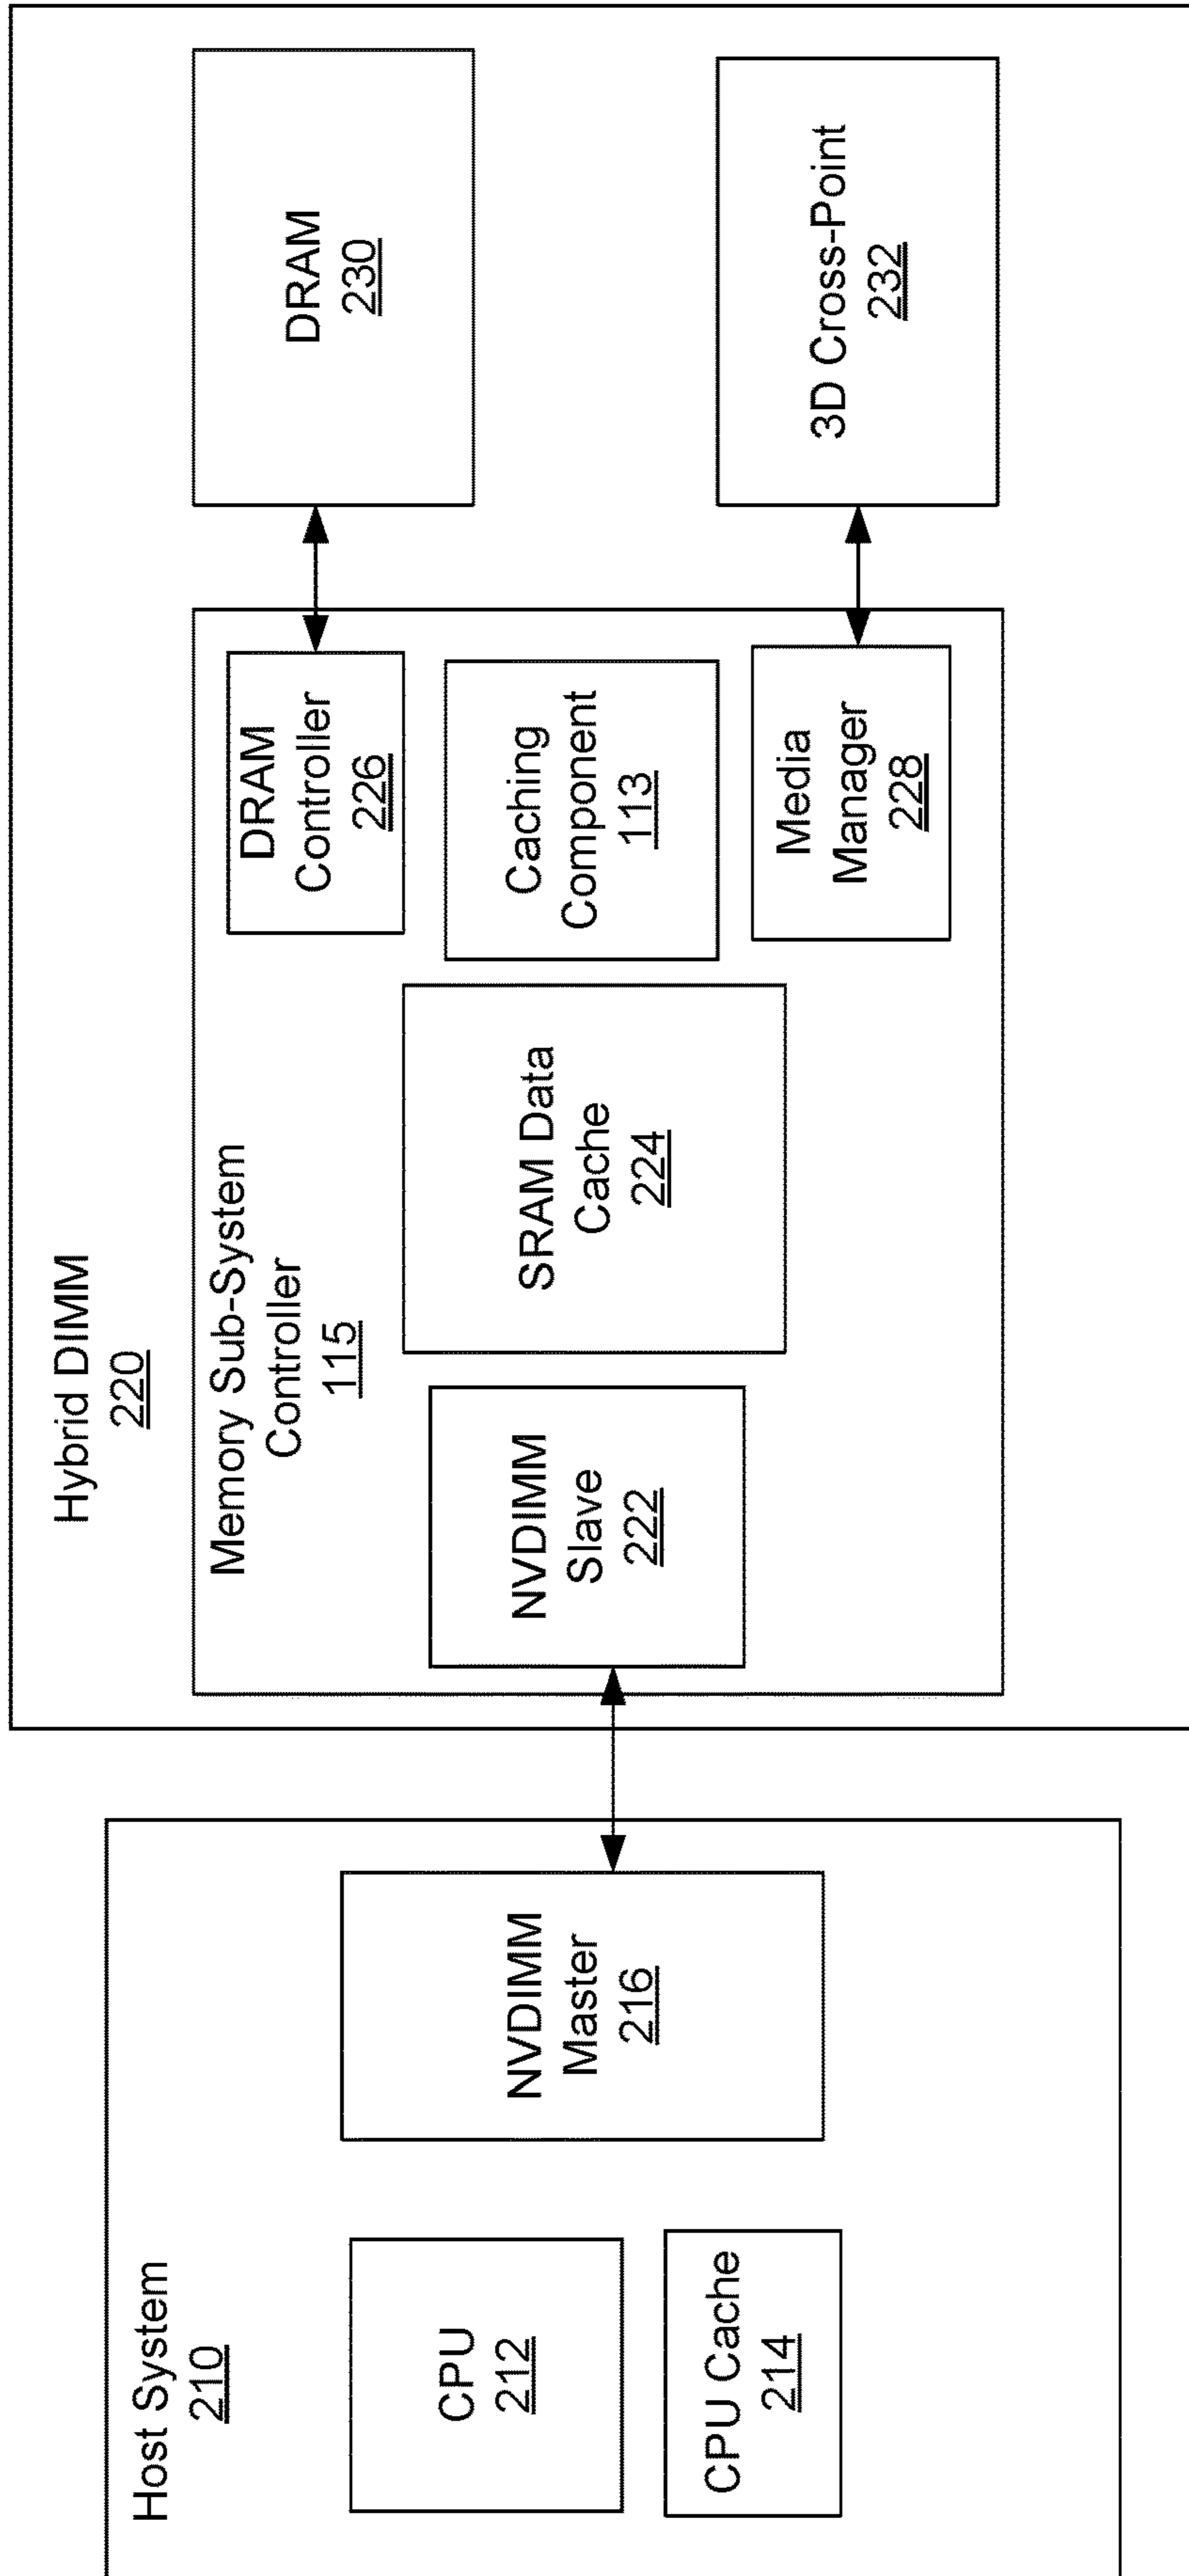 Host System
210
CPU
212
CPU Cache
214
NVDIMM
Master
216
Hybrid DIMM
220
Memory Sub-System
Controller
115
NVDIMM
Slave
222
SRAM Data
Cache
224
DRAM
Controller
226
Caching
Component
113
Media
Manager
228
DRAM
230
3D Cross-Point
232